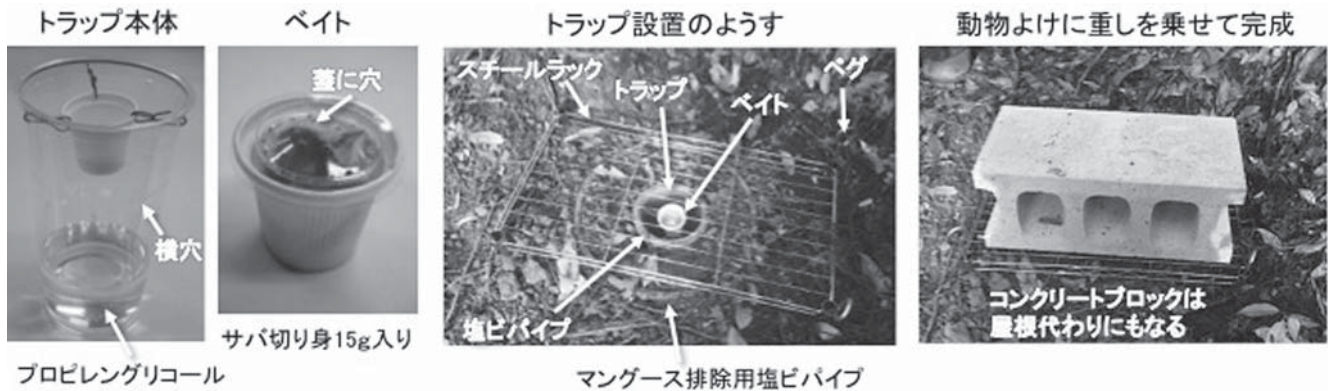 トラップ本体
ベイト
トラップ設置のようす
動物よけに重しを乗せて完成
蓋に穴
横穴
プロピレングリコール
サバ切り身15g入り
スチールラック
トラップ
ベイト
ペグ
塩ビパイプ
マングース排除用塩ビパイプ
コンクリートブロックは
屋根代わりにもなる